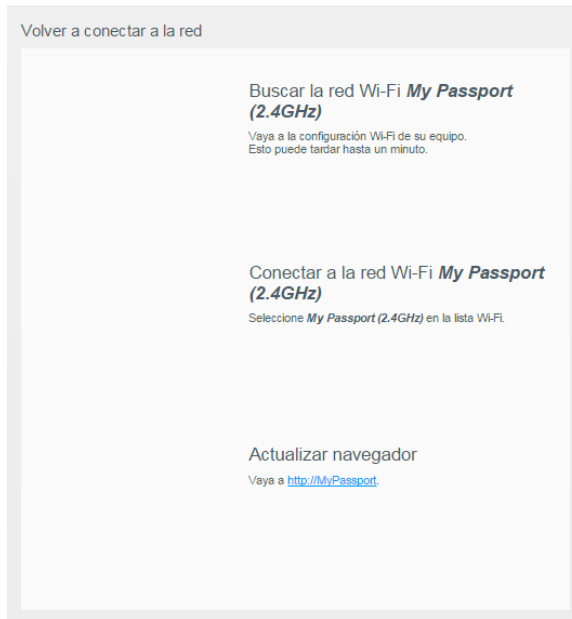 Volver a conectar a la red
Buscar la red Wi-Fi My Passport
(2.4GHz)
Vaya a la configuración Wi-Fi de su equipo.
Esto puede tardar hasta un minuto.
Conectar a la red Wi-Fi My Passport
(2.4GHz)
Seleccione My Passport (2.4GHz) en la lista Wi-Fi.
Actualizar navegador
Vaya a http://MyPassport.